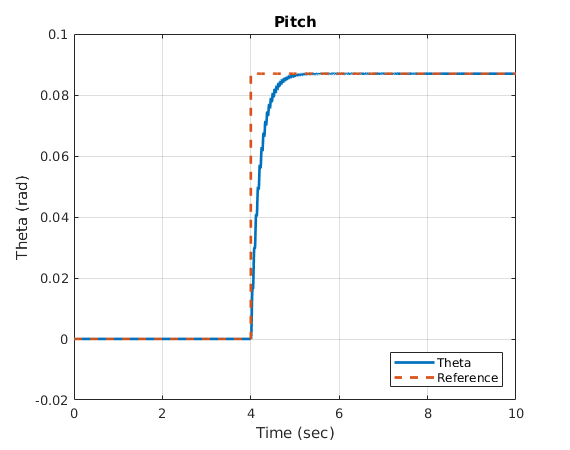 Pitch
0.1
0.08
0.06
0.04
0.02
0
-0.02
Theta (rad)
0 2 4 6 8 10
Time (sec)
Theta
Reference